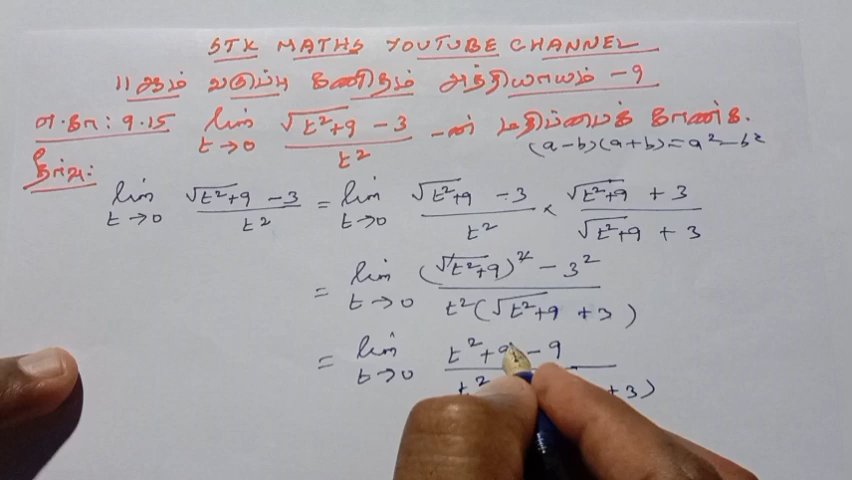 STK MATHS YOUTUBE CHANNEL
11 ஆம் வகுப்பு கணிதம் அத்தியாயம் - 9
எ.கா: 9.15 lim t→0 (√(t²+9) - 3)/t² -ன் மதிப்பைக் காண்க.
(a-b)(a+b)=a²-b²
தீர்வு:
lim t→0 (√(t²+9) - 3)/t² = lim t→0 (√(t²+9) - 3)/t² × (√(t²+9) + 3)/(√(t²+9) + 3)
= lim t→0 ((√(t²+9))² - 3²)/(t²(√(t²+9) + 3))
= lim t→0 (t²+9 - 9)/(t² + 3)